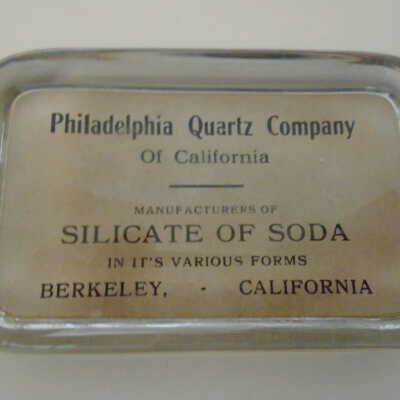 Philadelphia Quartz Company
Of California
MANUFACTURERS OF
SILICATE OF SODA
IN IT'S VARIOUS FORMS
BERKELEY, - CALIFORNIA